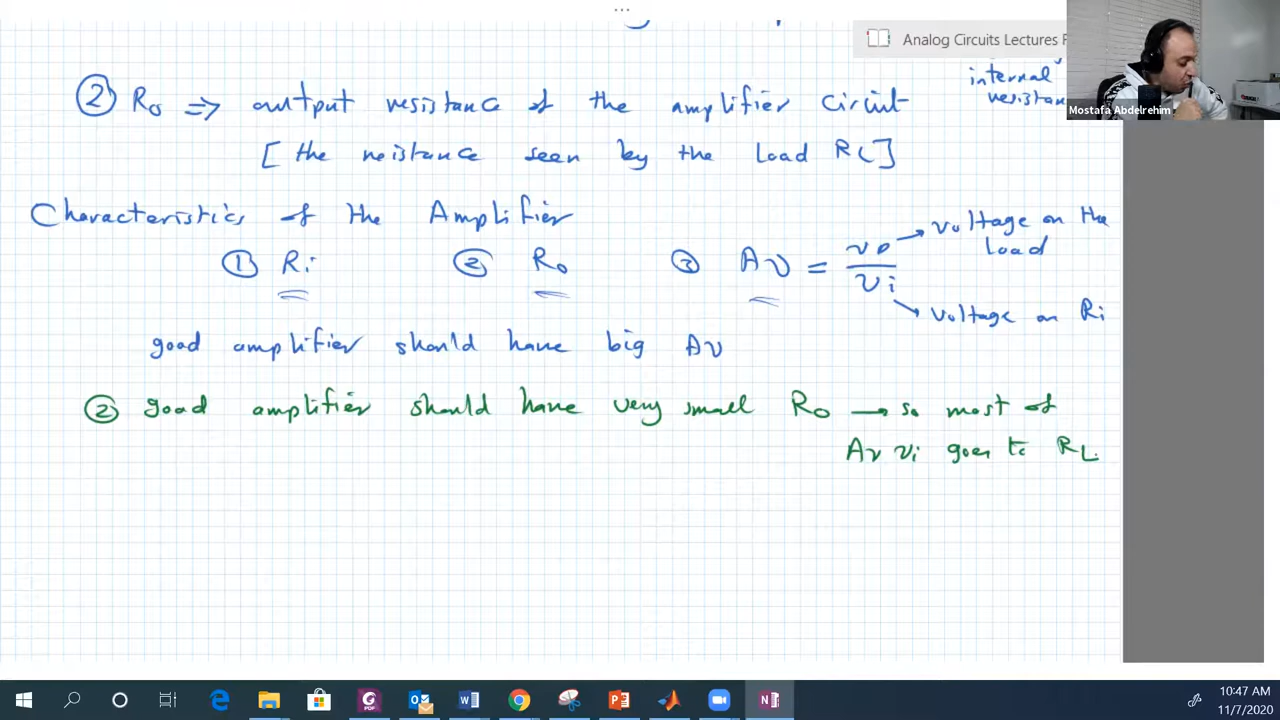 Analog Circuits Lectures F
internal
resistan
Mostafa Abdelrehim
② Ro ⇒ output resistance of the amplifier circuit
[ the resistance seen by the Load RL]
Characteristics of the Amplifier
① Ri ② Ro ③ Av = vo/vi → voltage on the Load
→ voltage on Ri
good amplifier should have big Av
② good amplifier should have very small Ro → so most of
Av vi goes to RL.
10:47 AM
11/7/2020